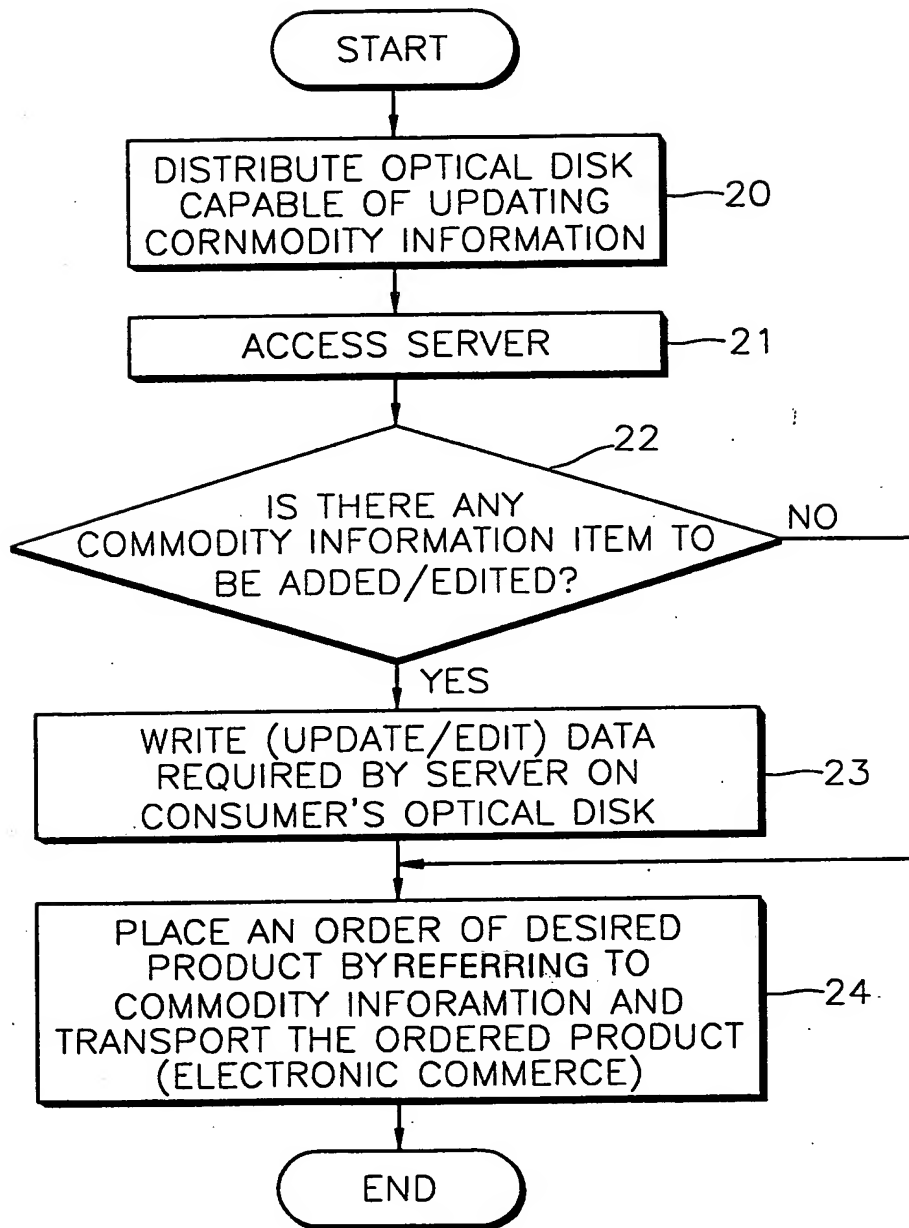 START
DISTRIBUTE OPTICAL DISK
CAPABLE OF UPDATING
CORNMODITY INFORMATION
20
ACCESS SERVER
21
22
IS THERE ANY
COMMODITY INFORMATION ITEM TO
BE ADDED/EDITED?
NO
YES
WRITE (UPDATE/EDIT) DATA
REQUIRED BY SERVER ON
CONSUMER'S OPTICAL DISK
23
PLACE AN ORDER OF DESIRED
PRODUCT BY REFERRING TO
COMMODITY INFORAMTION AND
TRANSPORT THE ORDERED PRODUCT
(ELECTRONIC COMMERCE)
24
END